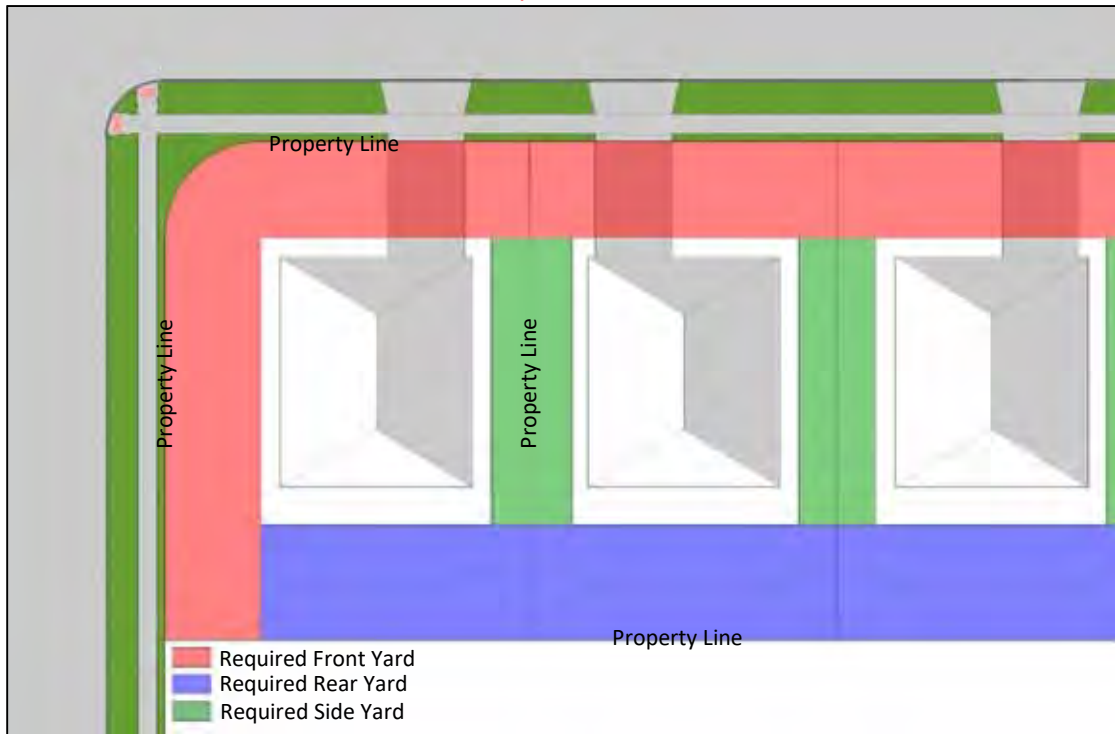 Property Line
Property Line
Property Line
Property Line
Required Front Yard
Required Rear Yard
Required Side Yard